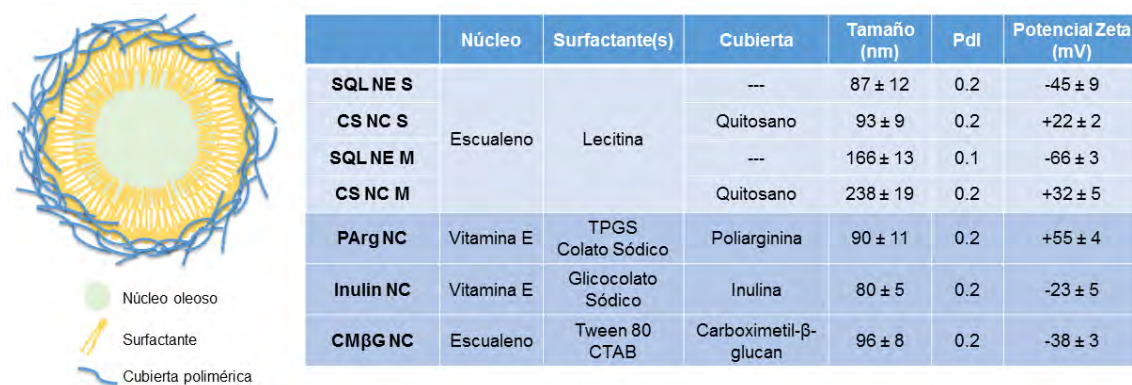 Núcleo Surfactante(s) Cubierta Tamaño (nm) PdI Potencial Zeta (mV)
SQL NE S --- 87 ± 12 0.2 -45 ± 9
CS NC S Escualeno Lecitina Quitosano 93 ± 9 0.2 +22 ± 2
SQL NE M --- 166 ± 13 0.1 -66 ± 3
CS NC M Quitosano 238 ± 19 0.2 +32 ± 5
PArg NC Vitamina E TPGS Colato Sódico Poliarginina 90 ± 11 0.2 +55 ± 4
Inulin NC Vitamina E Glicocolato Sódico Inulina 80 ± 5 0.2 -23 ± 5
CMβG NC Escualeno Tween 80 CTAB Carboximetil-β-glucan 96 ± 8 0.2 -38 ± 3
Núcleo oleoso
Surfactante
Cubierta polimérica